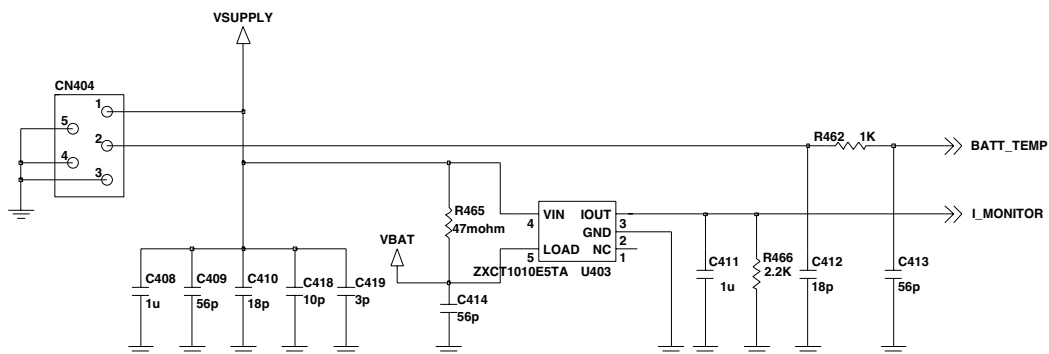 VSUPPLY
CN404
1
5
2
4
3
R462 1K
BATT_TEMP
R465
47mohm
VIN IOUT
4 3
GND
2
LOAD NC
5 1
ZXCT1010E5TA U403
I_MONITOR
VBAT
C408
1u
C409
56p
C410
18p
C418
10p
C419
3p
C414
56p
C411
1u
R466
2.2K
C412
18p
C413
56p